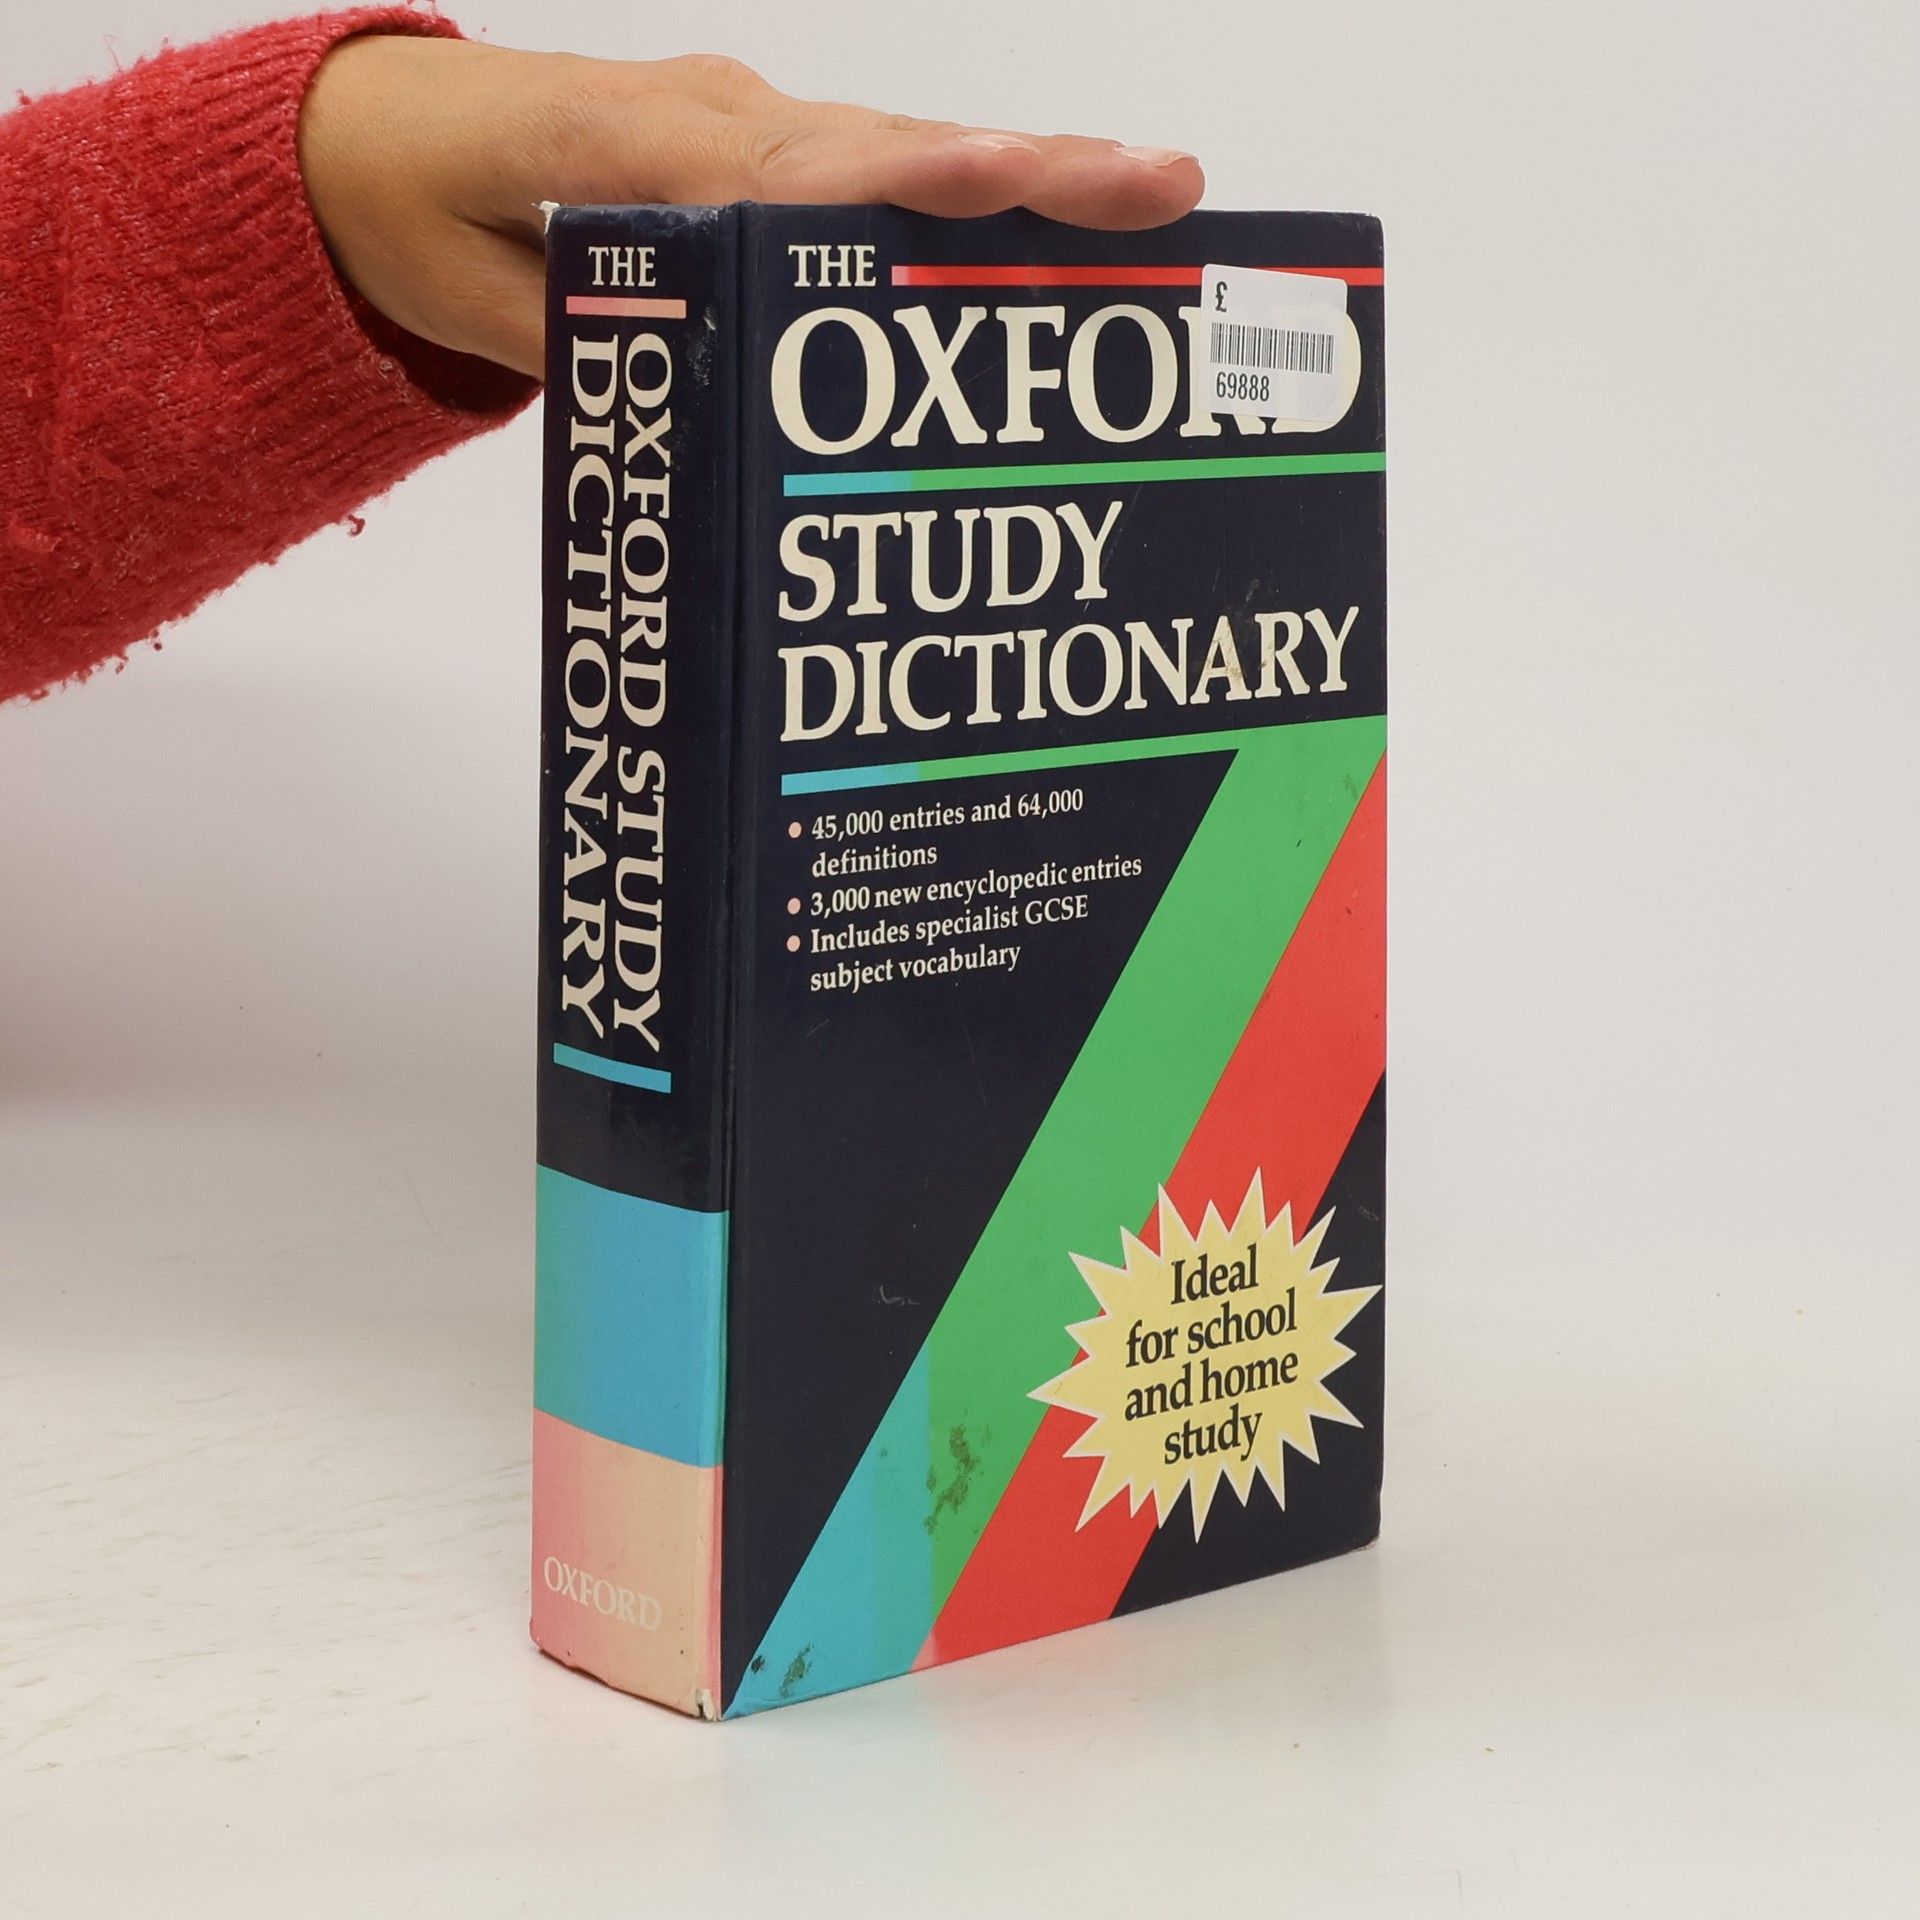 THE
OXFORD STUDY
DICTIONARY
OXFORD
THE
OXFORD
£
69888
STUDY
DICTIONARY
• 45,000 entries and 64,000
definitions
• 3,000 new encyclopedic entries
• Includes specialist GCSE
subject vocabulary
Ideal
for school
and home
study